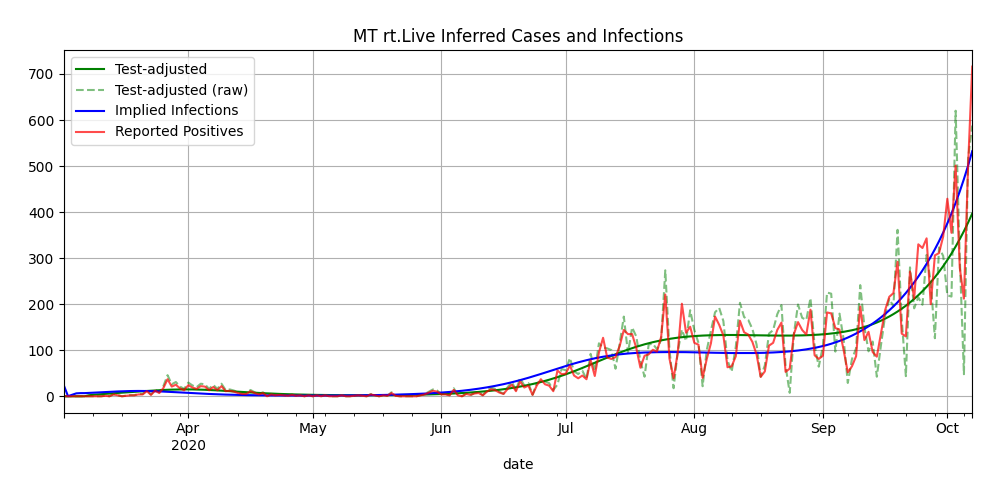 MT rt.Live Inferred Cases and Infections
Test-adjusted
Test-adjusted (raw)
Implied Infections
Reported Positives
700
600
500
400
300
200
100
0
Apr
2020
May
Jun
Jul
Aug
Sep
Oct
date